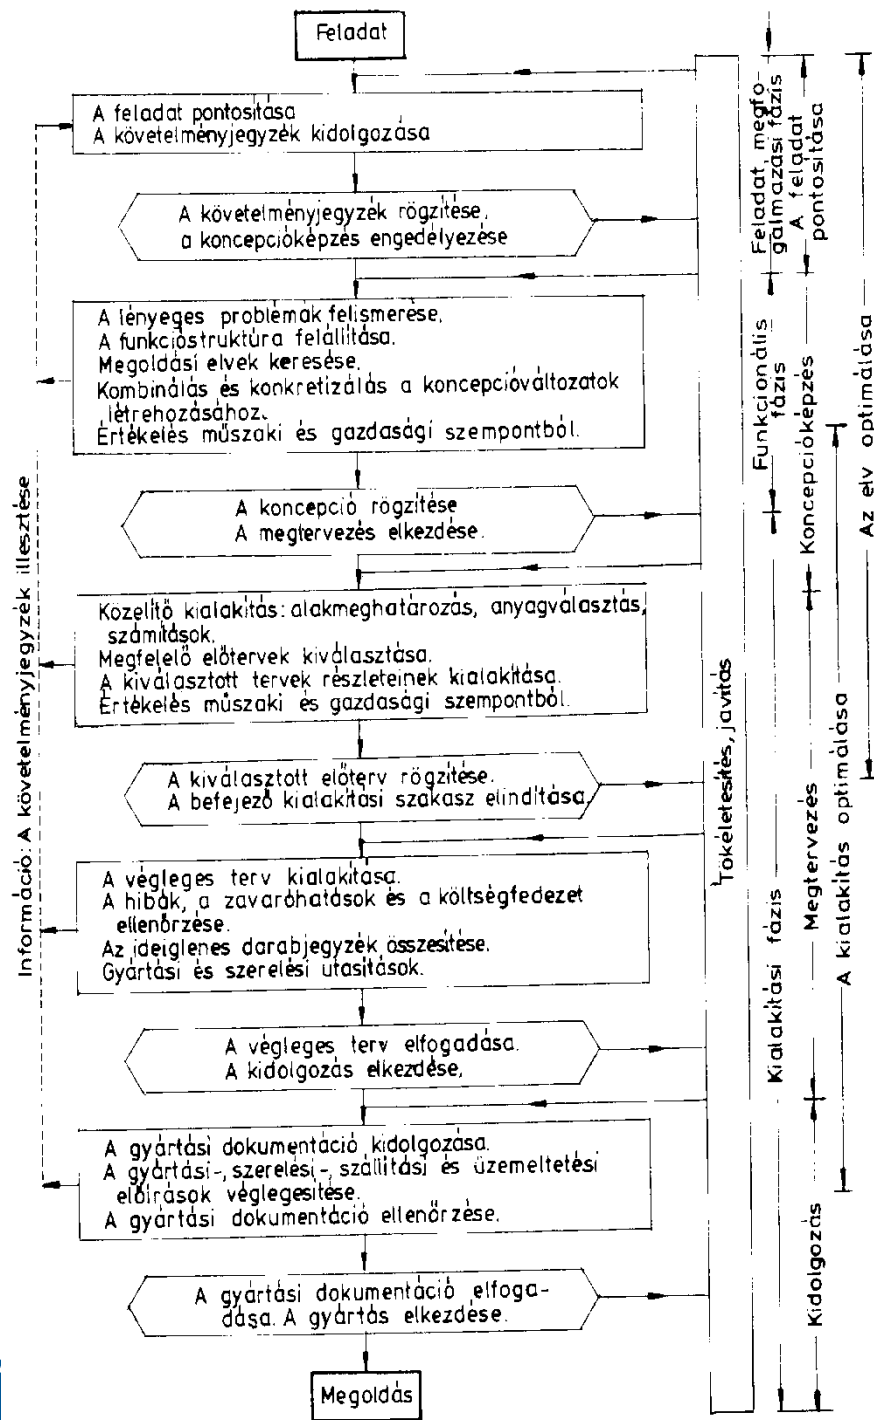 Feladat
A feladat pontosítása
A követelményjegyzék kidolgozása
A követelményjegyzék rögzítése,
a koncepcióképzés engedélyezése
A lényeges problémák felismerése,
A funkcióstruktúra felállítása.
Megoldási elvek keresése.
Kombinálás és konkretizálás a koncepcióváltozatok
létrehozásához.
Értékelés műszaki és gazdasági szempontból.
A koncepció rögzítése
A megtervezés elkezdése.
Közelítő kialakítás: alakmeghatározás, anyagválasztás,
számítások.
Megfelelő előtervek kiválasztása.
A kiválasztott tervek részleteinek kialakítása.
Értékelés műszaki és gazdasági szempontból.
A kiválasztott előterv rögzítése.
A befejező kialakítási szakasz elindítása,
A végleges terv kialakítása.
A hibák, a zavaróhatások és a költségfedezet
ellenőrzése.
Az ideiglenes darabjegyzék összesítése.
Gyártási és szerelési utasítások.
A végleges terv elfogadása.
A kidolgozás elkezdése,
A gyártási dokumentáció kidolgozása.
A gyártási-, szerelési-, szállítási és üzemeltetési
előírások véglegesítése.
A gyártási dokumentáció ellenőrzése.
A gyártási dokumentáció elfoga-
dása. A gyártás elkezdése.
Megoldás
Információ: A követelményjegyzék illesztése
Tökéletesítés, javítás
Feladat, megfo-
galmazási fázis
Funkcionális
fázis
Kialakítási fázis
A feladat
pontosítása
Koncepcióképzés
Megtervezés
Kidolgozás
A kialakítás optimálása
Az elv optimálása